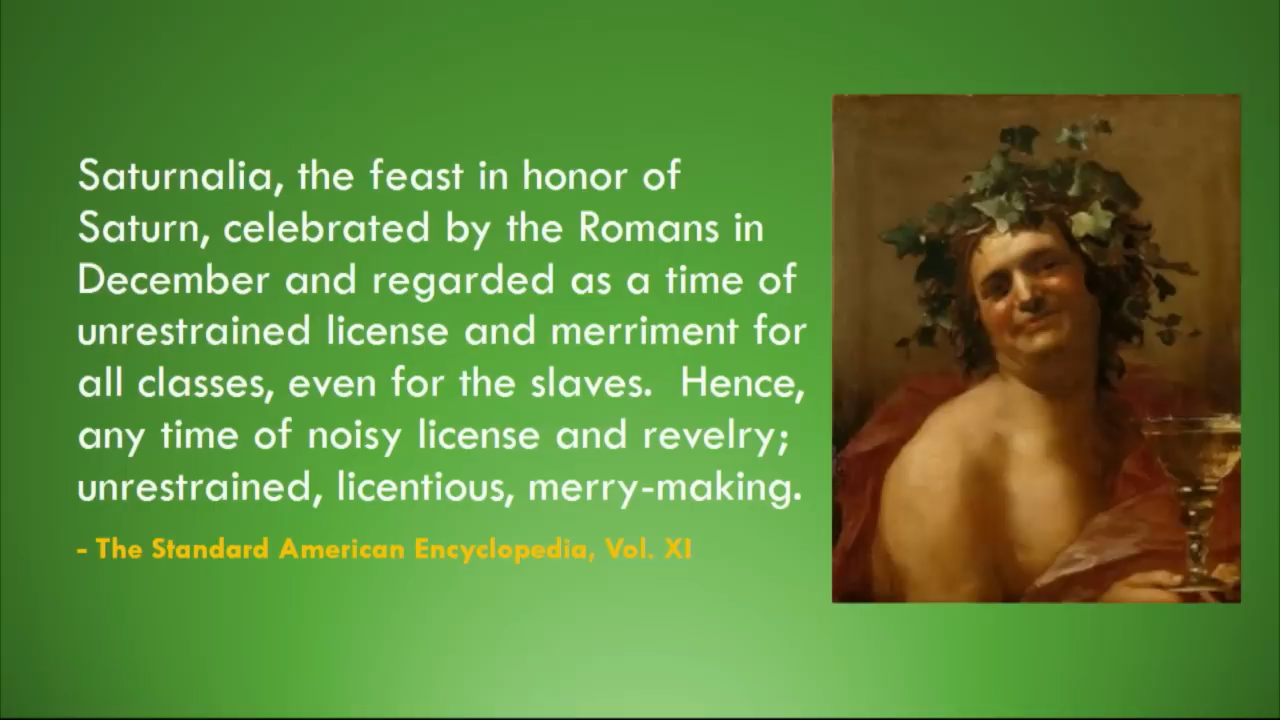 Saturnalia, the feast in honor of
Saturn, celebrated by the Romans in
December and regarded as a time of
unrestrained license and merriment for
all classes, even for the slaves.  Hence,
any time of noisy license and revelry;
unrestrained, licentious, merry-making.
- The Standard American Encyclopedia, Vol. XI